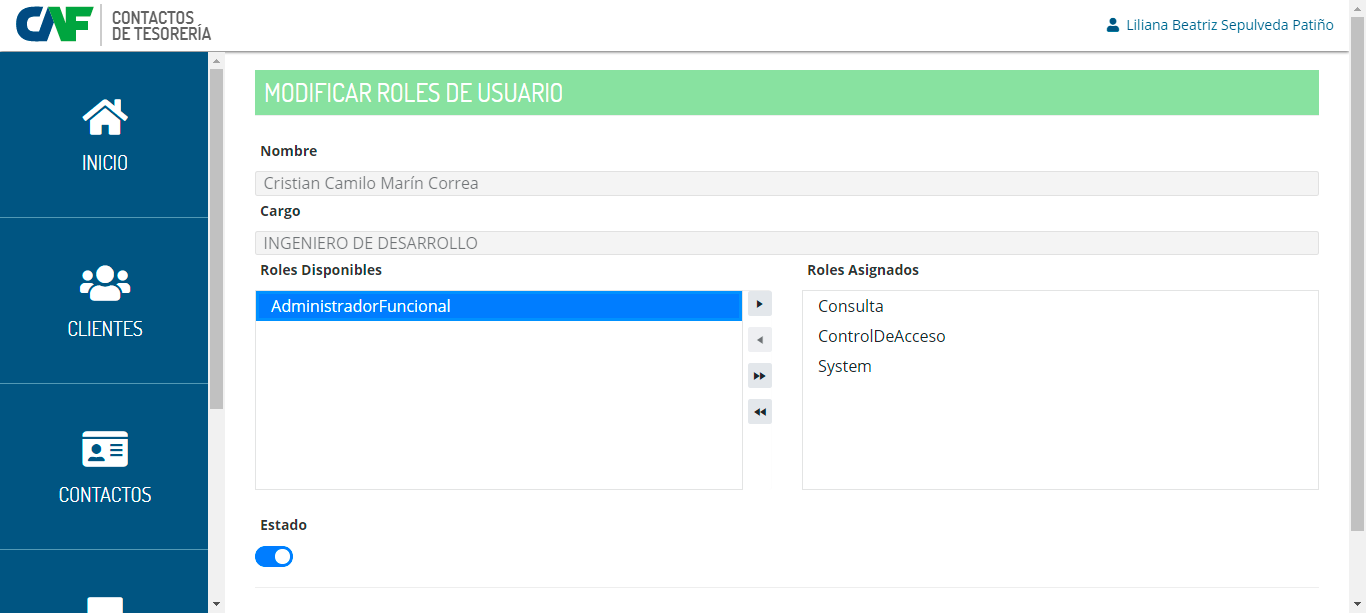 CAF
CONTACTOS
DE TESORERÍA
Liliana Beatriz Sepulveda Patiño
INICIO
CLIENTES
CONTACTOS
MODIFICAR ROLES DE USUARIO
Nombre
Cristian Camilo Marín Correa
Cargo
INGENIERO DE DESARROLLO
Roles Disponibles
AdministradorFuncional
Roles Asignados
Consulta
ControlDeAcceso
System
Estado